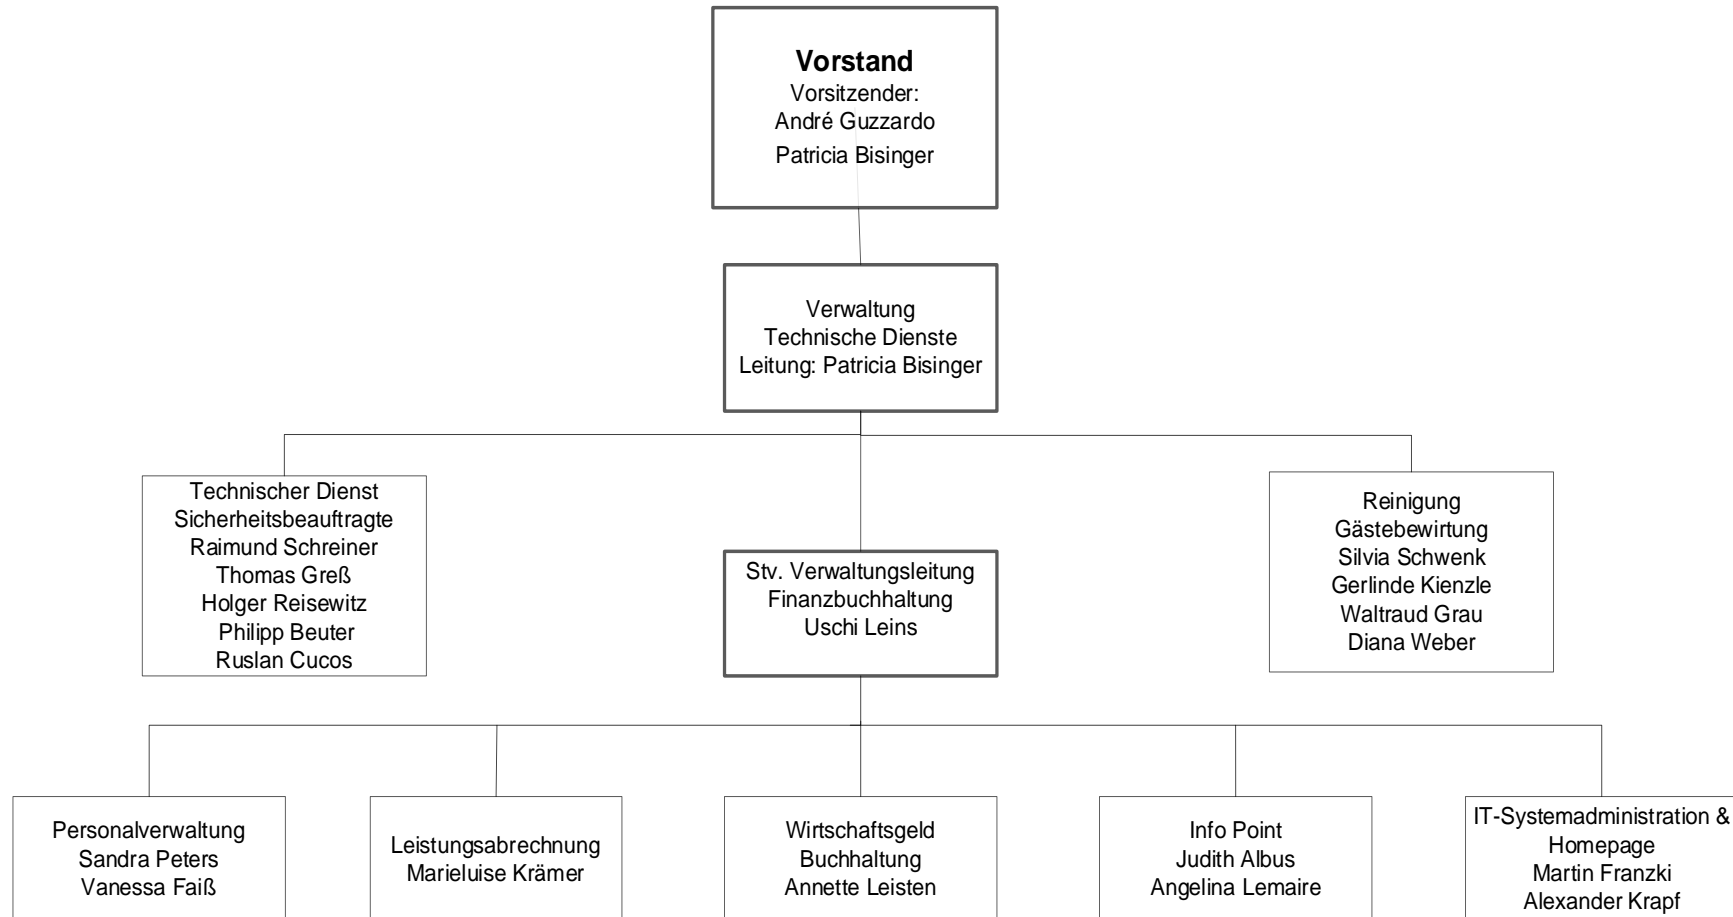 Vorstand
Vorsitzender:
André Guzzardo
Patricia Bisinger
Verwaltung
Technische Dienste
Leitung: Patricia Bisinger
Technischer Dienst
Sicherheitsbeauftragte
Raimund Schreiner
Thomas Greß
Holger Reisewitz
Philipp Beuter
Ruslan Cucos
Stv. Verwaltungsleitung
Finanzbuchhaltung
Uschi Leins
Reinigung
Gästebewirtung
Silvia Schwenk
Gerlinde Kienzle
Waltraud Grau
Diana Weber
Personalverwaltung
Sandra Peters
Vanessa Faiß
Leistungsabrechnung
Marieluise Krämer
Wirtschaftsgeld
Buchhaltung
Annette Leisten
Info Point
Judith Albus
Angelina Lemaire
IT-Systemadministration &
Homepage
Martin Franzki
Alexander Krapf